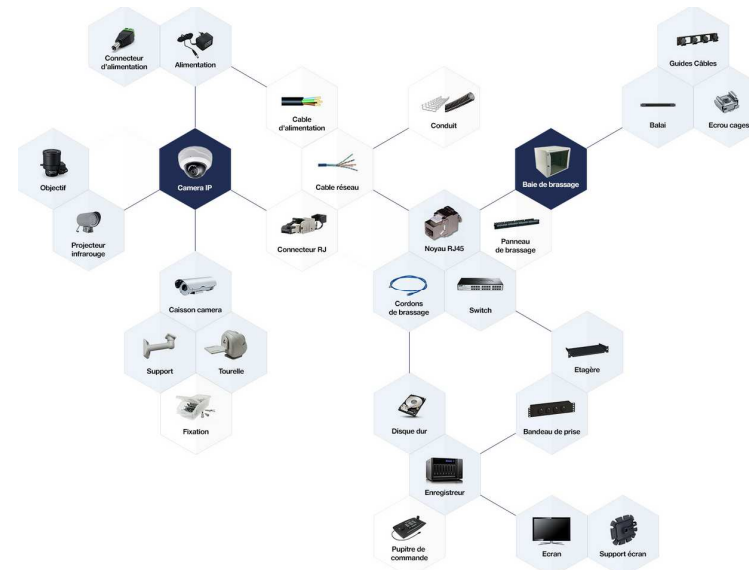 Connecteur
d'alimentation
Alimentation
Guides Câbles
Cable
d'alimentation
Conduit
Balai
Ecrou cages
Objectif
Camera IP
Cable réseau
Baie de brassage
Projecteur
infrarouge
Connecteur RJ
Noyau RJ45
Panneau
de brassage
Caisson camera
Cordons
de brassage
Switch
Support
Tourelle
Etagère
Fixation
Disque dur
Bandeau de prise
Enregistreur
Pupitre de
commande
Ecran
Support écran